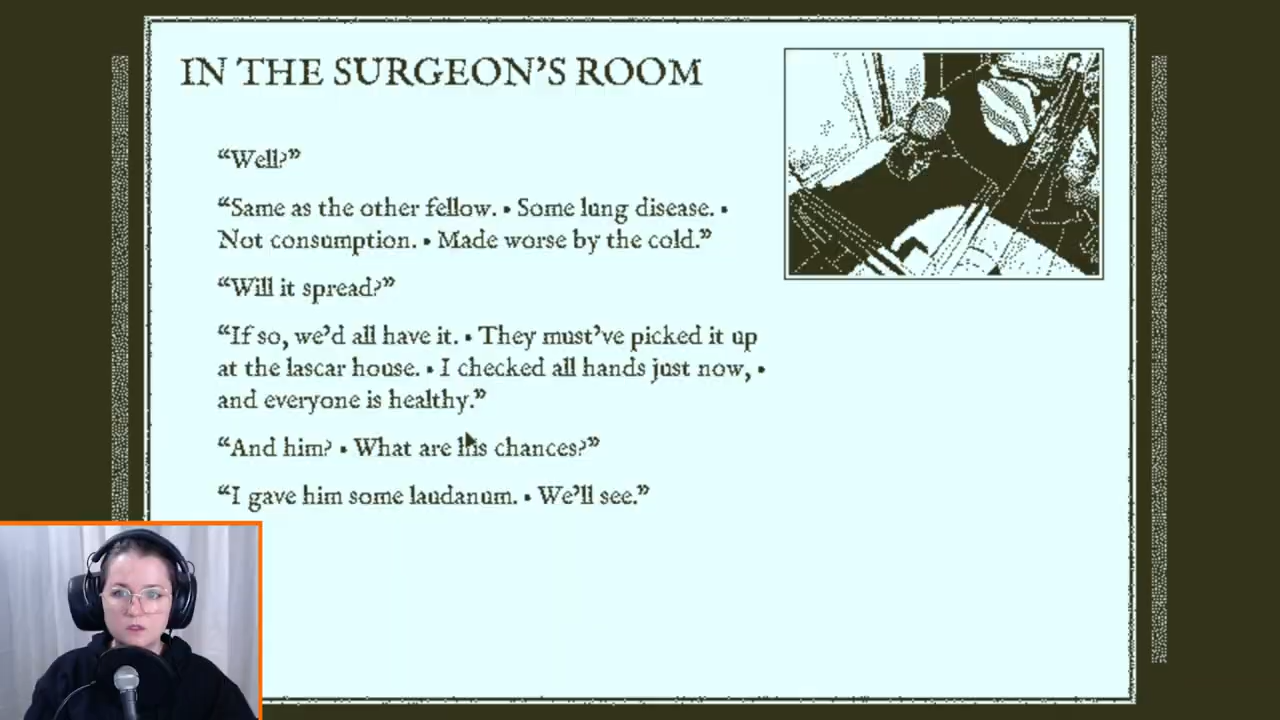 IN THE SURGEON'S ROOM
“Well?”
“Same as the other fellow. • Some lung disease. •
Not consumption. • Made worse by the cold.”
“Will it spread?”
“If so, we'd all have it. • They must've picked it up
at the lascar house. • I checked all hands just now, •
and everyone is healthy.”
“And him? • What are his chances?”
“I gave him some laudanum. • We'll see.”